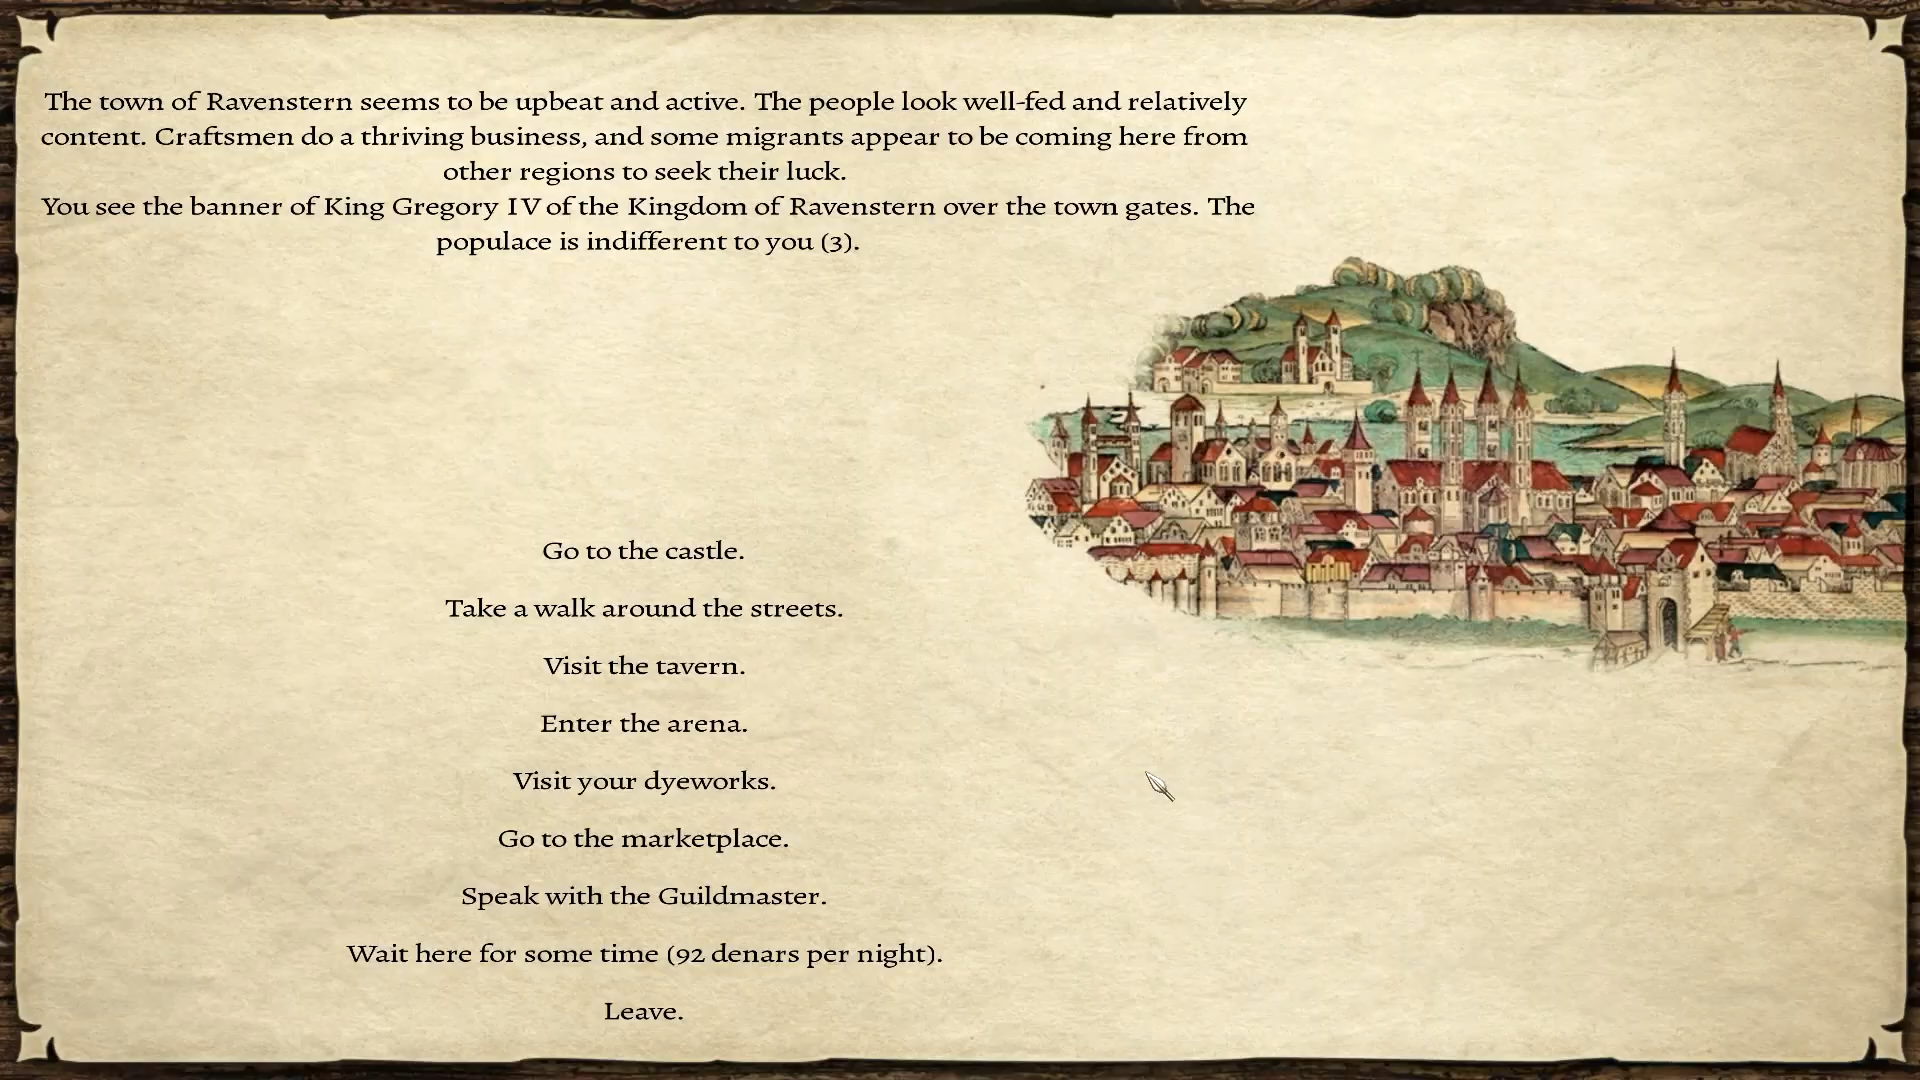 The town of Ravenstern seems to be upbeat and active. The people look well-fed and relatively
content. Craftsmen do a thriving business, and some migrants appear to be coming here from
other regions to seek their luck.
You see the banner of King Gregory IV of the Kingdom of Ravenstern over the town gates. The
populace is indifferent to you (3).
Go to the castle.
Take a walk around the streets.
Visit the tavern.
Enter the arena.
Visit your dyeworks.
Go to the marketplace.
Speak with the Guildmaster.
Wait here for some time (92 denars per night).
Leave.